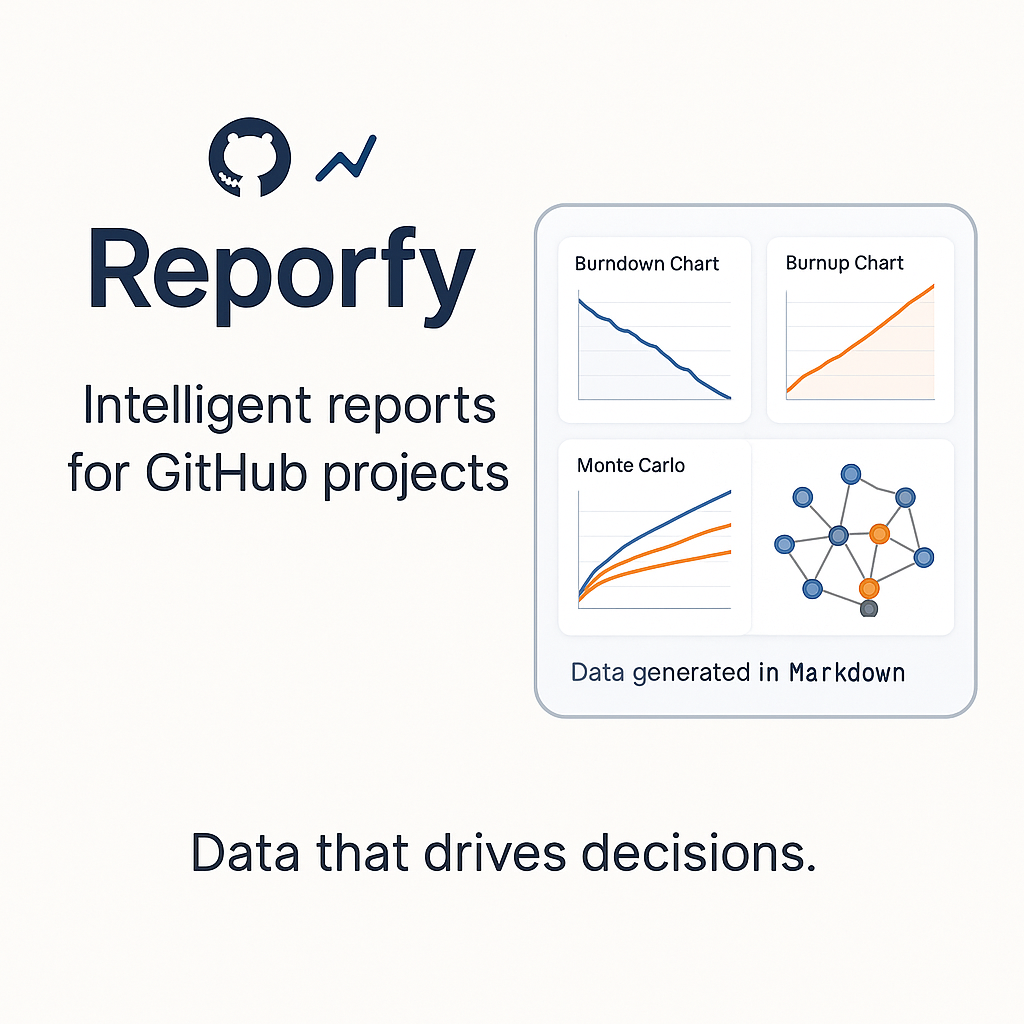 Reporfy
Intelligent reports
for GitHub projects
Burndown Chart
Burnup Chart
Monte Carlo
Data generated in Markdown
Data that drives decisions.